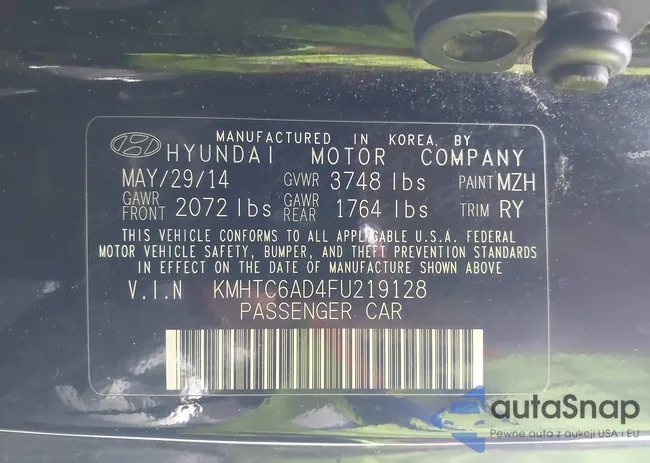 MANUFACTURED IN KOREA BY
HYUNDAI MOTOR COMPANY
MAY/29/14 GVWR 3748 lbs PAINT MZH
GAWR FRONT 2072 lbs GAWR REAR 1764 lbs TRIM RY
THIS VEHICLE CONFORMS TO ALL APPLICABLE U.S.A. FEDERAL
MOTOR VEHICLE SAFETY, BUMPER, AND THEFT PREVENTION STANDARDS
IN EFFECT ON THE DATE OF MANUFACTURE SHOWN ABOVE
V.I.N KMHTC6AD4FU219128
PASSENGER CAR
autaSnap
Pewne auta z aukcji USA i EU